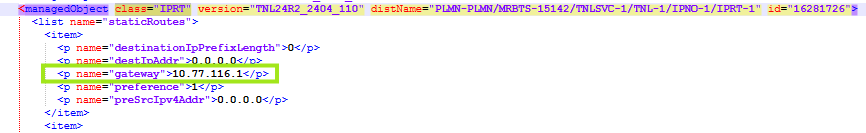 <managedObject class="IPRT" version="TNL24R2_2404_110" distName="PLMN-PLMN/MRBTS-15142/TNLSVC-1/TNL-1/IPNO-1/IPRT-1" id="16281726">
<list name="staticRoutes">
<item>
<p name="destinationIpPrefixLength">0</p>
<p name="destIpAddr">0.0.0.0</p>
<p name="gateway">10.77.116.1</p>
<p name="preference">1</p>
<p name="preSrcIpv4Addr">0.0.0.0</p>
</item>
<item>